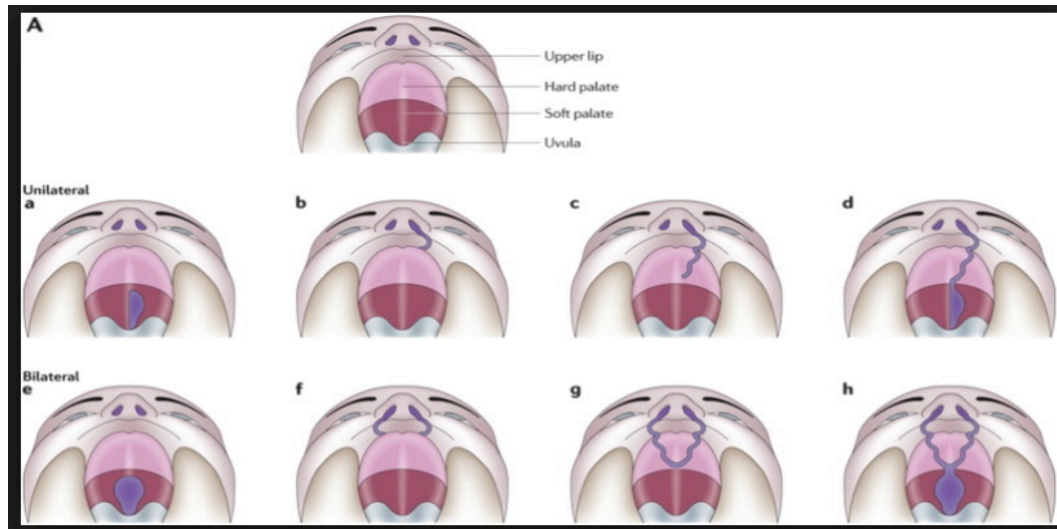 A
Upper lip
Hard palate
Soft palate
Uvula
Unilateral
a b c d
Bilateral
e f g h